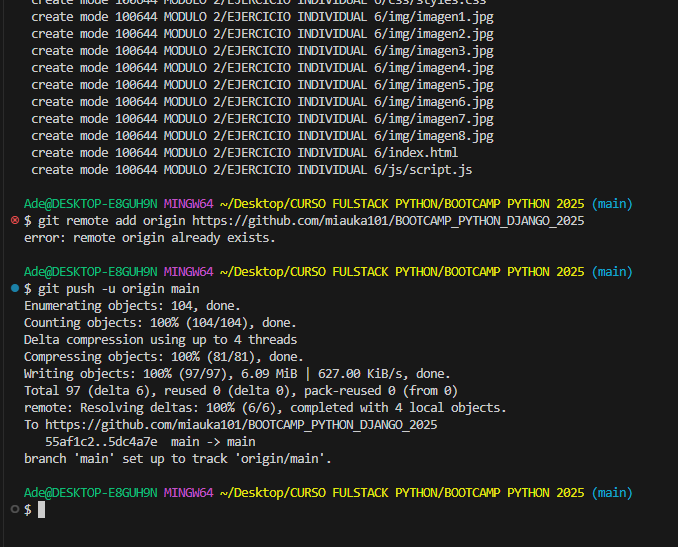 create mode 100644 MODULO 2/EJERCICIO INDIVIDUAL 6/css/styles.css
create mode 100644 MODULO 2/EJERCICIO INDIVIDUAL 6/img/imagen1.jpg
create mode 100644 MODULO 2/EJERCICIO INDIVIDUAL 6/img/imagen2.jpg
create mode 100644 MODULO 2/EJERCICIO INDIVIDUAL 6/img/imagen3.jpg
create mode 100644 MODULO 2/EJERCICIO INDIVIDUAL 6/img/imagen4.jpg
create mode 100644 MODULO 2/EJERCICIO INDIVIDUAL 6/img/imagen5.jpg
create mode 100644 MODULO 2/EJERCICIO INDIVIDUAL 6/img/imagen6.jpg
create mode 100644 MODULO 2/EJERCICIO INDIVIDUAL 6/img/imagen7.jpg
create mode 100644 MODULO 2/EJERCICIO INDIVIDUAL 6/img/imagen8.jpg
create mode 100644 MODULO 2/EJERCICIO INDIVIDUAL 6/index.html
create mode 100644 MODULO 2/EJERCICIO INDIVIDUAL 6/js/script.js
Ade@DESKTOP-E8GUH9N MINGW64 ~/Desktop/CURSO FULSTACK PYTHON/BOOTCAMP PYTHON 2025 (main)
$ git remote add origin https://github.com/miauka101/BOOTCAMP_PYTHON_DJANGO_2025
error: remote origin already exists.
Ade@DESKTOP-E8GUH9N MINGW64 ~/Desktop/CURSO FULSTACK PYTHON/BOOTCAMP PYTHON 2025 (main)
$ git push -u origin main
Enumerating objects: 104, done.
Counting objects: 100% (104/104), done.
Delta compression using up to 4 threads
Compressing objects: 100% (81/81), done.
Writing objects: 100% (97/97), 6.09 MiB | 627.00 KiB/s, done.
Total 97 (delta 6), reused 0 (delta 0), pack-reused 0 (from 0)
remote: Resolving deltas: 100% (6/6), completed with 4 local objects.
To https://github.com/miauka101/BOOTCAMP_PYTHON_DJANGO_2025
55af1c2..5dc4a7e  main -> main
branch 'main' set up to track 'origin/main'.
Ade@DESKTOP-E8GUH9N MINGW64 ~/Desktop/CURSO FULSTACK PYTHON/BOOTCAMP PYTHON 2025 (main)
$